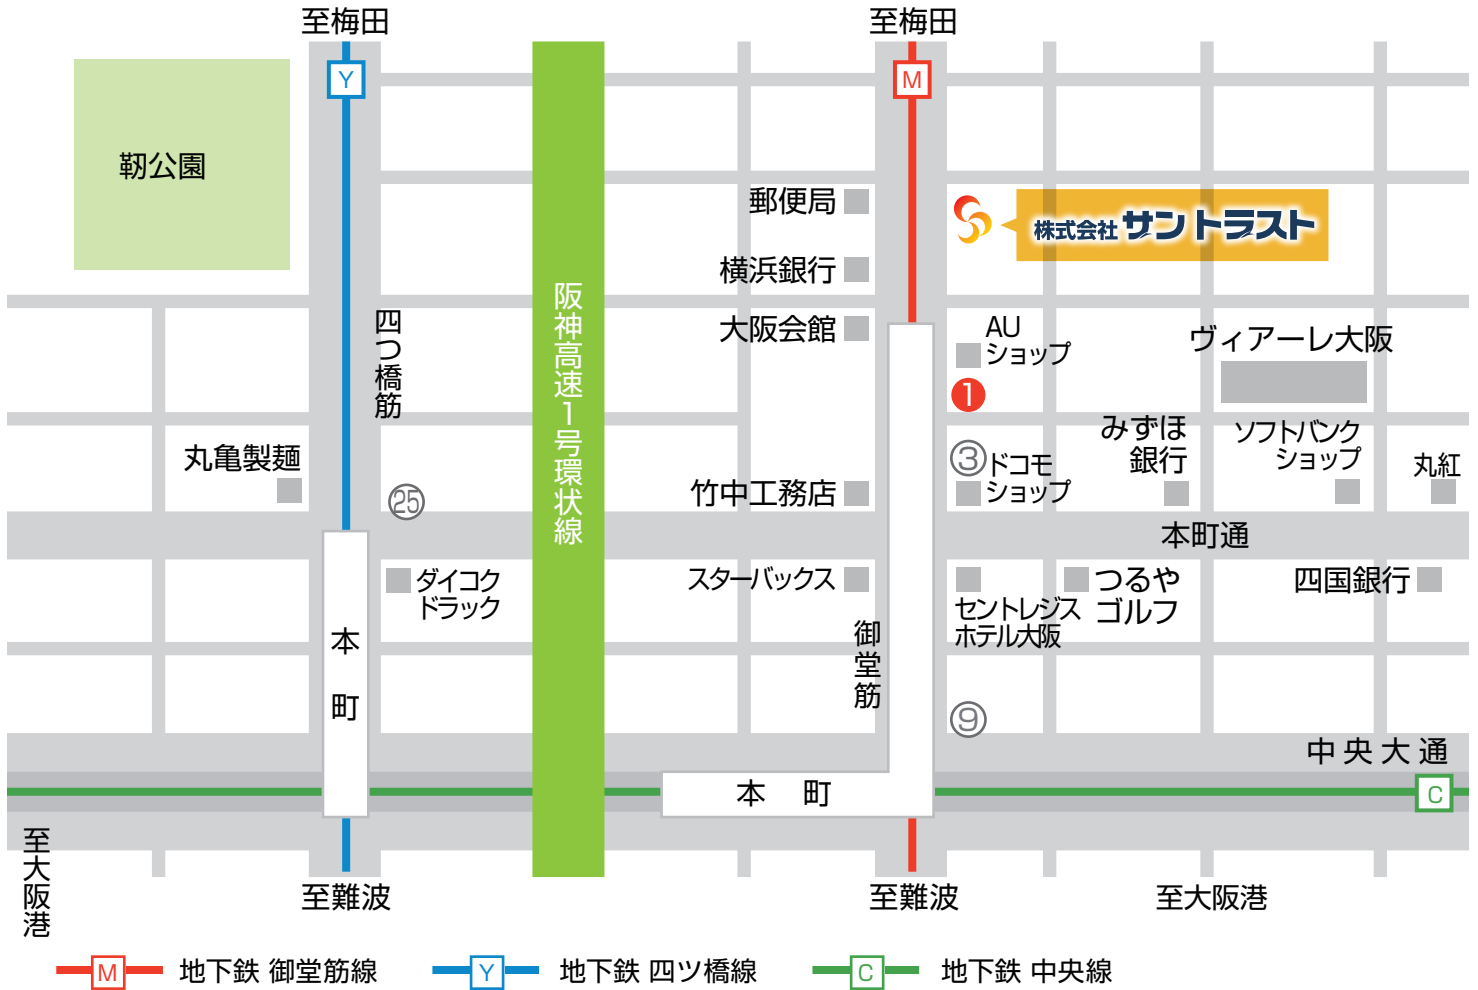 至梅田
至梅田
Y
M
靭公園
郵便局
株式会社 サントラスト
横浜銀行
大阪会館
AU
ショップ
ヴィアーレ大阪
四つ橋筋
阪神高速1号環状線
1
丸亀製麺
25
竹中工務店
3
ドコモ
ショップ
みずほ
銀行
ソフトバンク
ショップ
丸紅
本町通
ダイコク
ドラック
スターバックス
セントレジス
ホテル大阪
つるや
ゴルフ
四国銀行
本町
御堂筋
9
中央大通
本町
C
至大阪港
至難波
至難波
至大阪港
M 地下鉄 御堂筋線
Y 地下鉄 四ツ橋線
C 地下鉄 中央線